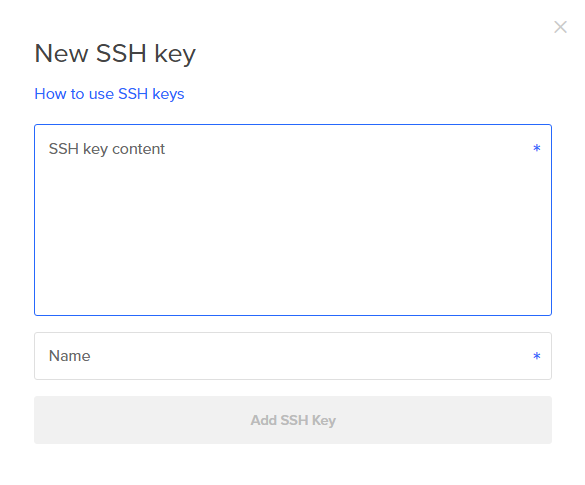 New SSH key
How to use SSH keys
SSH key content *
Name *
Add SSH Key